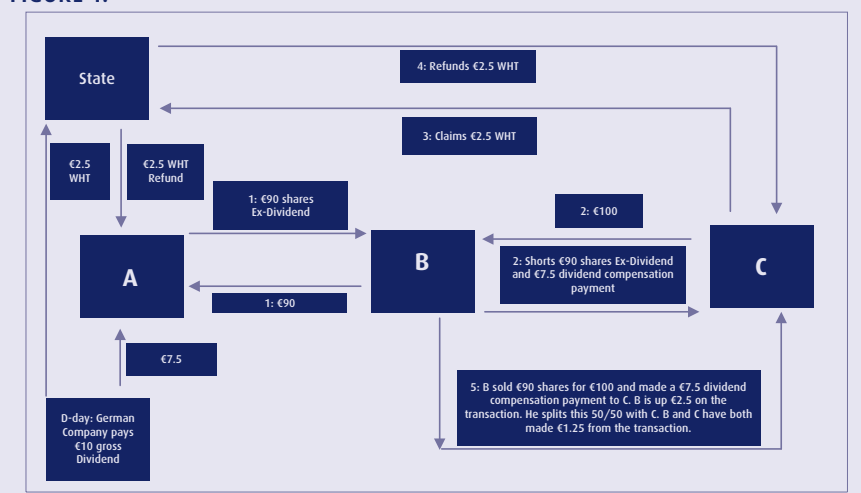 State
4: Refunds €2.5 WHT
3: Claims €2.5 WHT
€2.5
WHT
€2.5 WHT
Refund
1: €90 shares
Ex-Dividend
2: €100
A
B
C
2: Shorts €90 shares Ex-Dividend
and €7.5 dividend compensation
payment
1: €90
€7.5
D-day: German
Company pays
€10 gross
Dividend
5: B sold €90 shares for €100 and made a €7.5 dividend
compensation payment to C. B is up €2.5 on the
transaction. He splits this 50/50 with C. B and C have both
made €1.25 from the transaction.